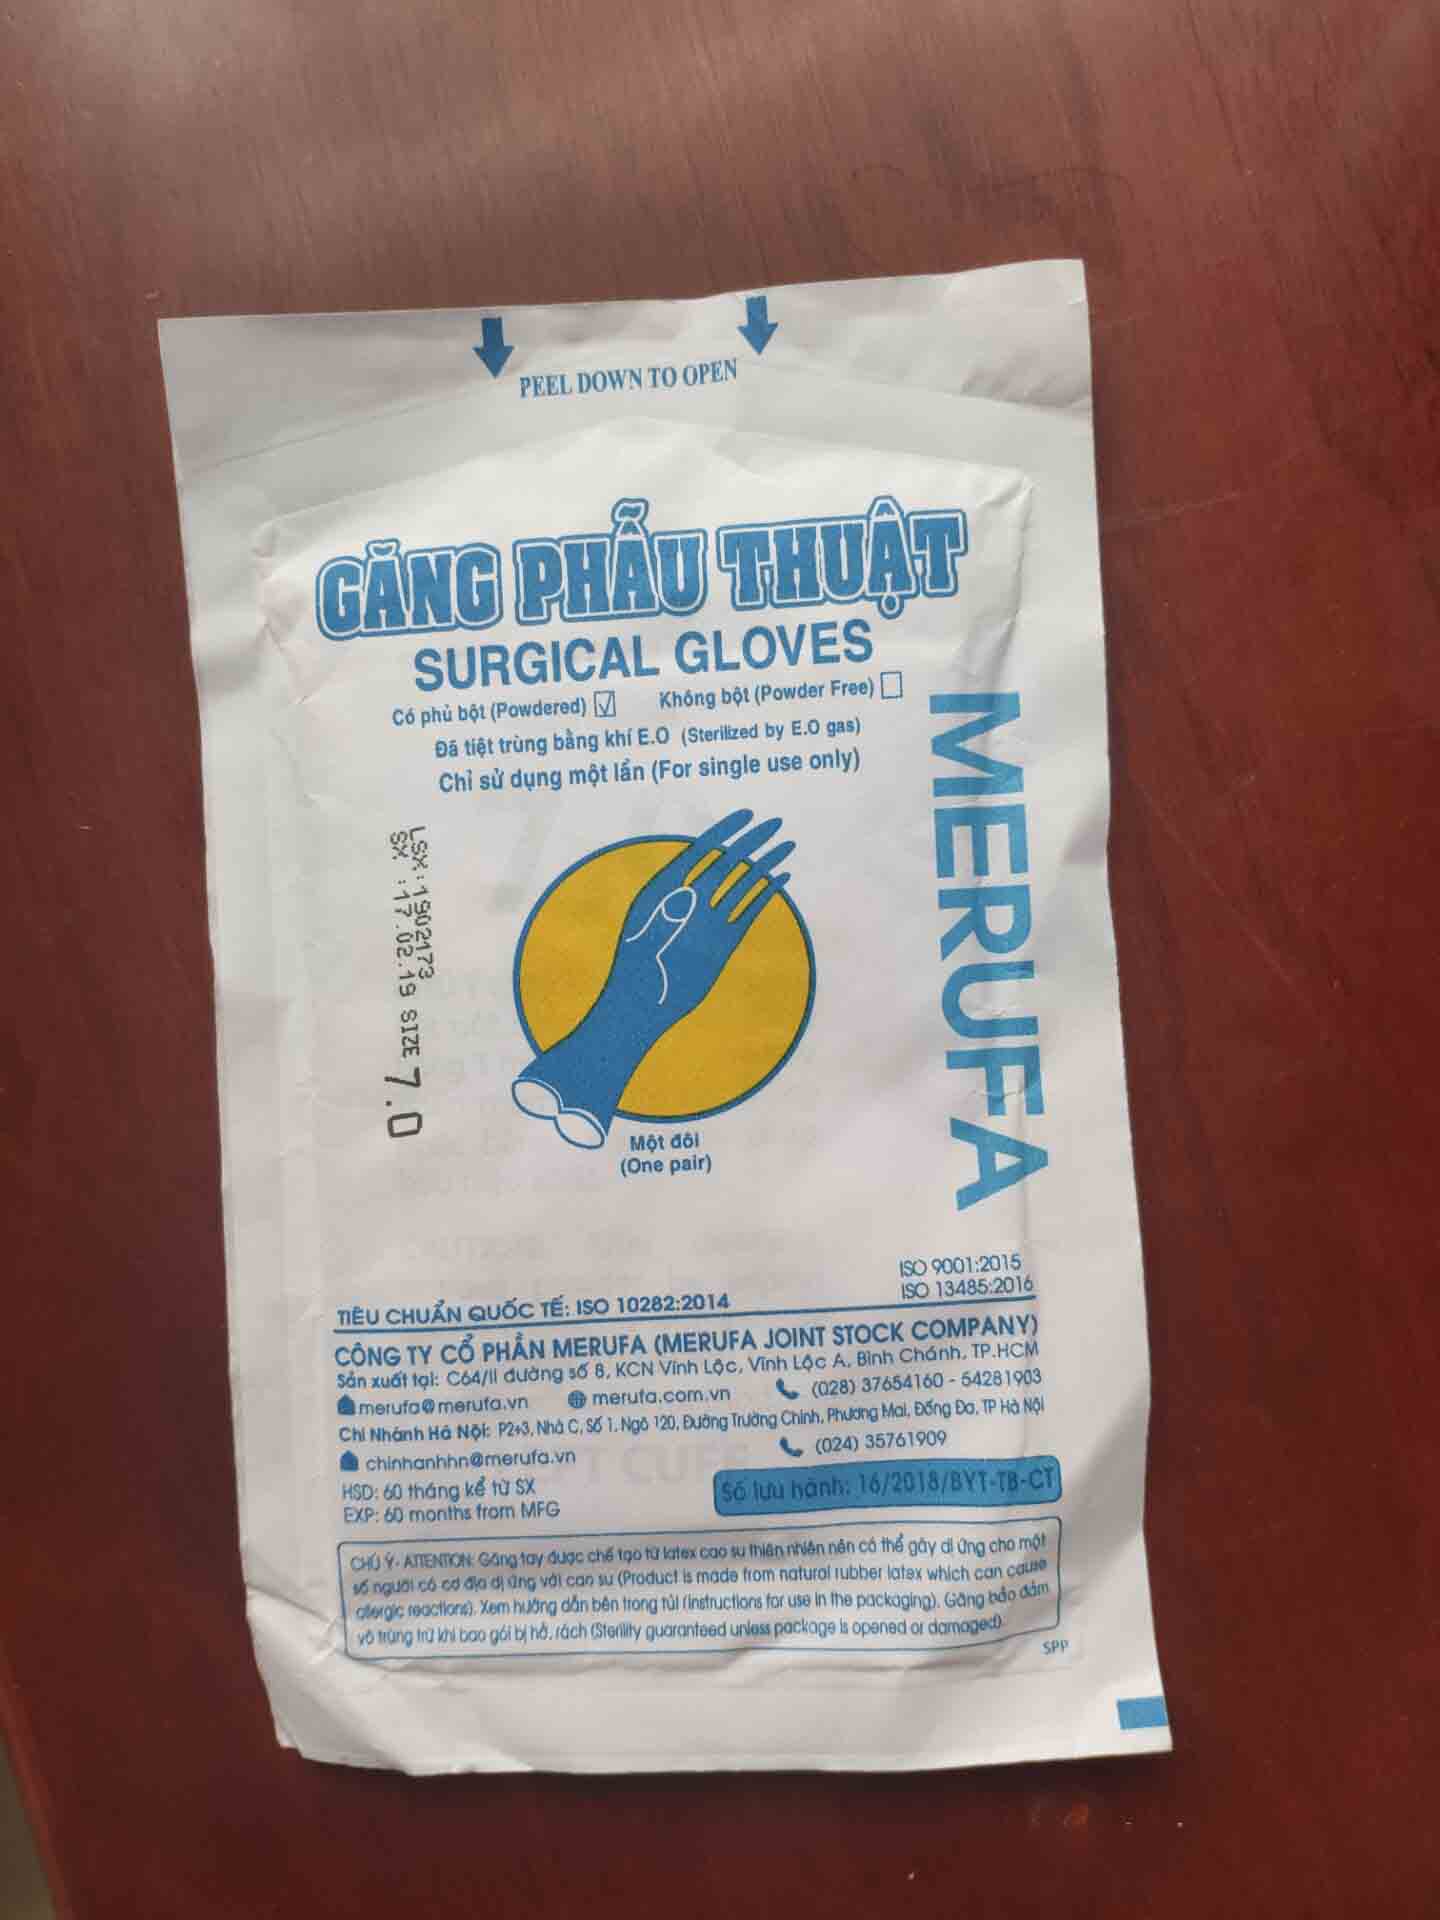 PEEL DOWN TO OPEN
GĂNG PHẪU THUẬT
SURGICAL GLOVES
Có phủ bột (Powdered) ☑ Không bột (Powder Free) ☐
Đã tiệt trùng bằng khí E.O (Sterilized by E.O gas)
Chỉ sử dụng một lần (For single use only)
MERUFA
LSX:1902173
SX :17.02.19 SIZE 7.0
Một đôi
(One pair)
ISO 9001:2015
ISO 13485:2016
TIÊU CHUẨN QUỐC TẾ: ISO 10282:2014
CÔNG TY CỔ PHẦN MERUFA (MERUFA JOINT STOCK COMPANY)
Sản xuất tại: C64/II đường số 8, KCN Vĩnh Lộc, Vĩnh Lộc A, Bình Chánh, TP.HCM
merufa@merufa.vn merufa.com.vn (028) 37654160 - 54281903
Chi Nhánh Hà Nội: P2+3, Nhà C, Số 1, Ngõ 120, Đường Trường Chinh, Phương Mai, Đống Đa, TP Hà Nội
chinhanhhn@merufa.vn (024) 35761909
HSD: 60 tháng kể từ SX
EXP: 60 months from MFG
Số lưu hành: 16/2018/BYT-TB-CT
CHÚ Ý- ATTENTION: Găng tay được chế tạo từ latex cao su thiên nhiên nên có thể gây dị ứng cho một
số người có cơ địa dị ứng với cao su (Product is made from natural rubber latex which can cause
allergic reactions). Xem hướng dẫn bên trong túi (Instructions for use in the packaging). Găng bảo đảm
vô trùng trừ khi bao gói bị hở, rách (Sterility guaranteed unless package is opened or damaged).
SPP